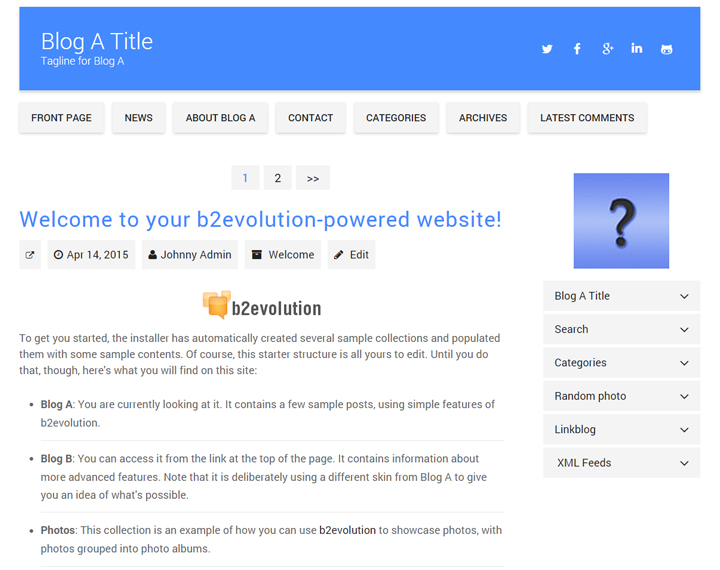 Blog A Title
Tagline for Blog A
FRONT PAGE NEWS ABOUT BLOG A CONTACT CATEGORIES ARCHIVES LATEST COMMENTS
1 2 >>
Welcome to your b2evolution-powered website!
Apr 14, 2015 Johnny Admin Welcome Edit
b2evolution
To get you started, the installer has automatically created several sample collections and populated
them with some sample contents. Of course, this starter structure is all yours to edit. Until you do
that, though, here's what you will find on this site:
• Blog A: You are currently looking at it. It contains a few sample posts, using simple features of
b2evolution.
• Blog B: You can access it from the link at the top of the page. It contains information about
more advanced features. Note that it is deliberately using a different skin from Blog A to give
you an idea of what's possible.
• Photos: This collection is an example of how you can use b2evolution to showcase photos, with
photos grouped into photo albums.
?
Blog A Title
Search
Categories
Random photo
Linkblog
XML Feeds